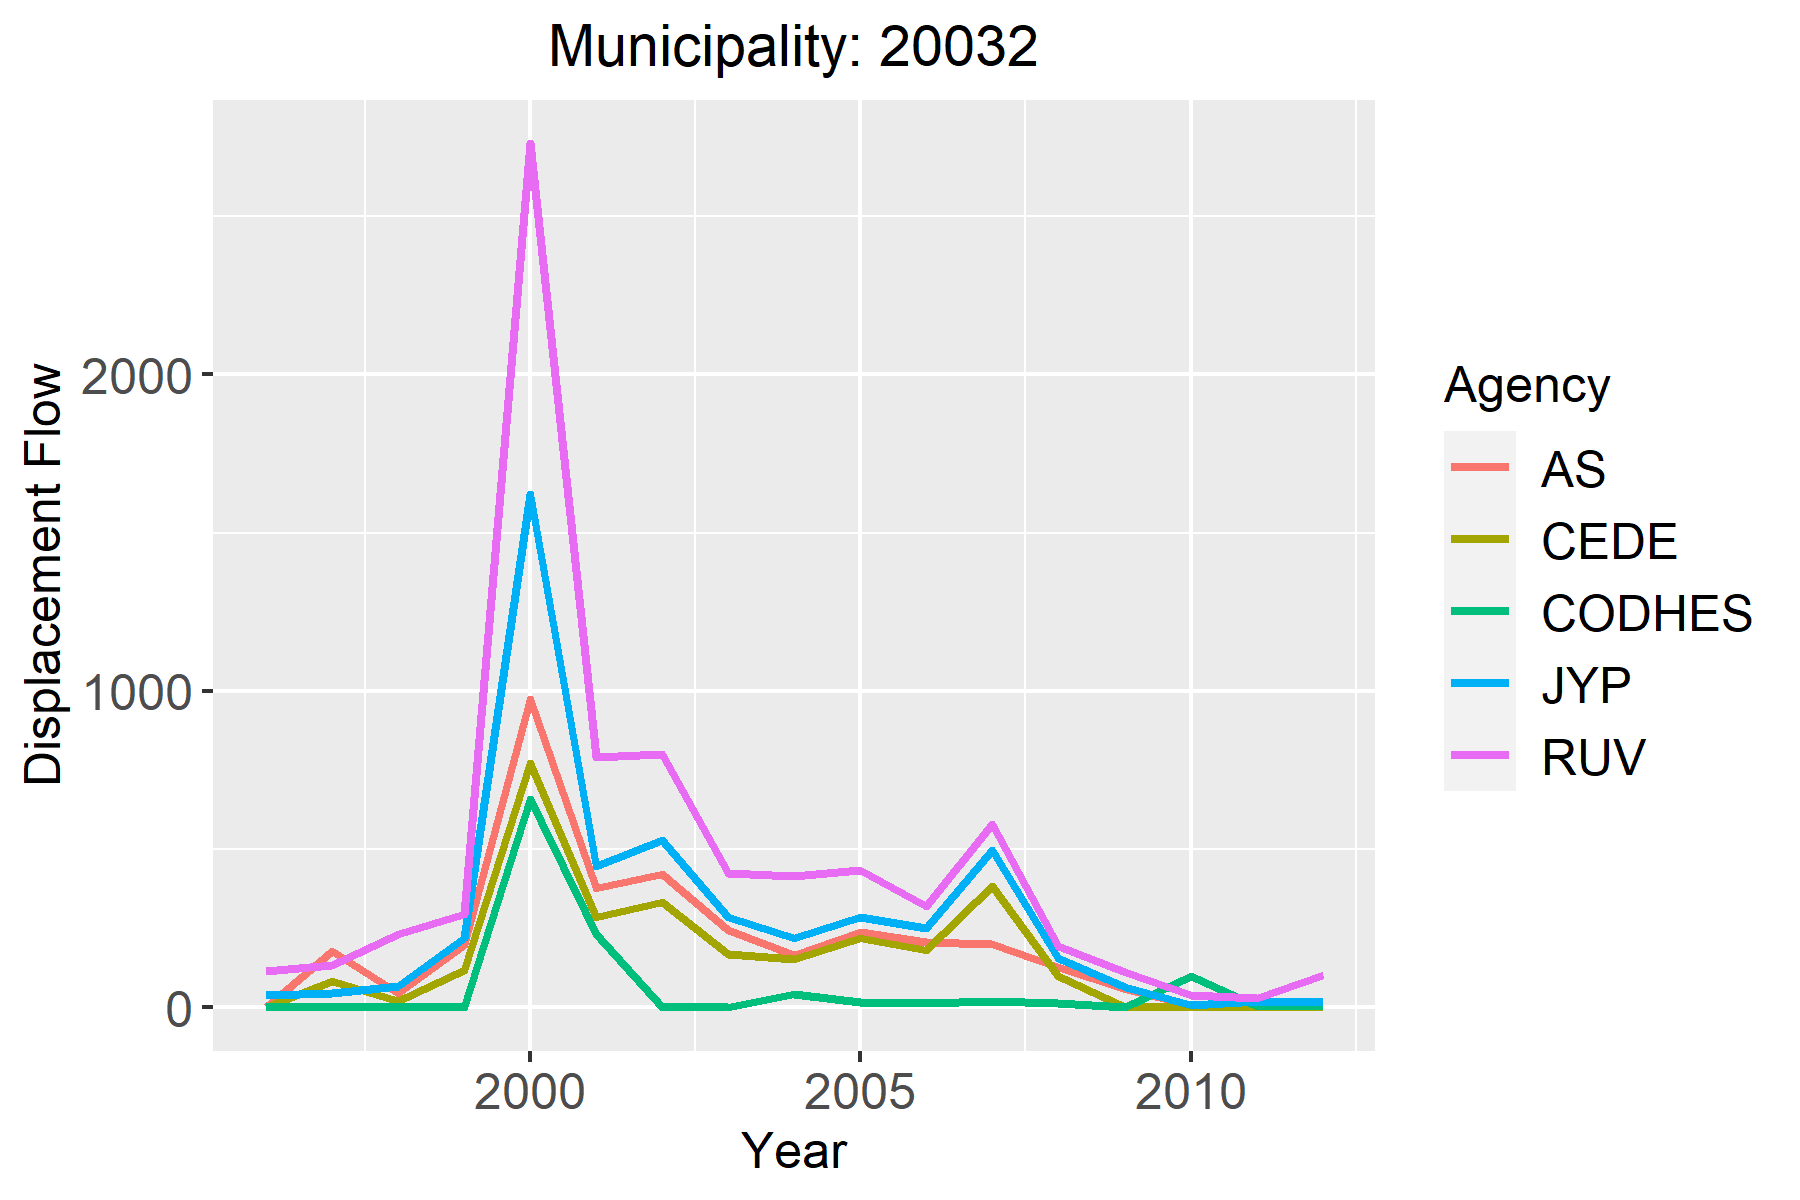 Municipality: 20032
Displacement Flow
2000
1000
0
2000 2005 2010
Year
Agency
AS
CEDE
CODHES
JYP
RUV